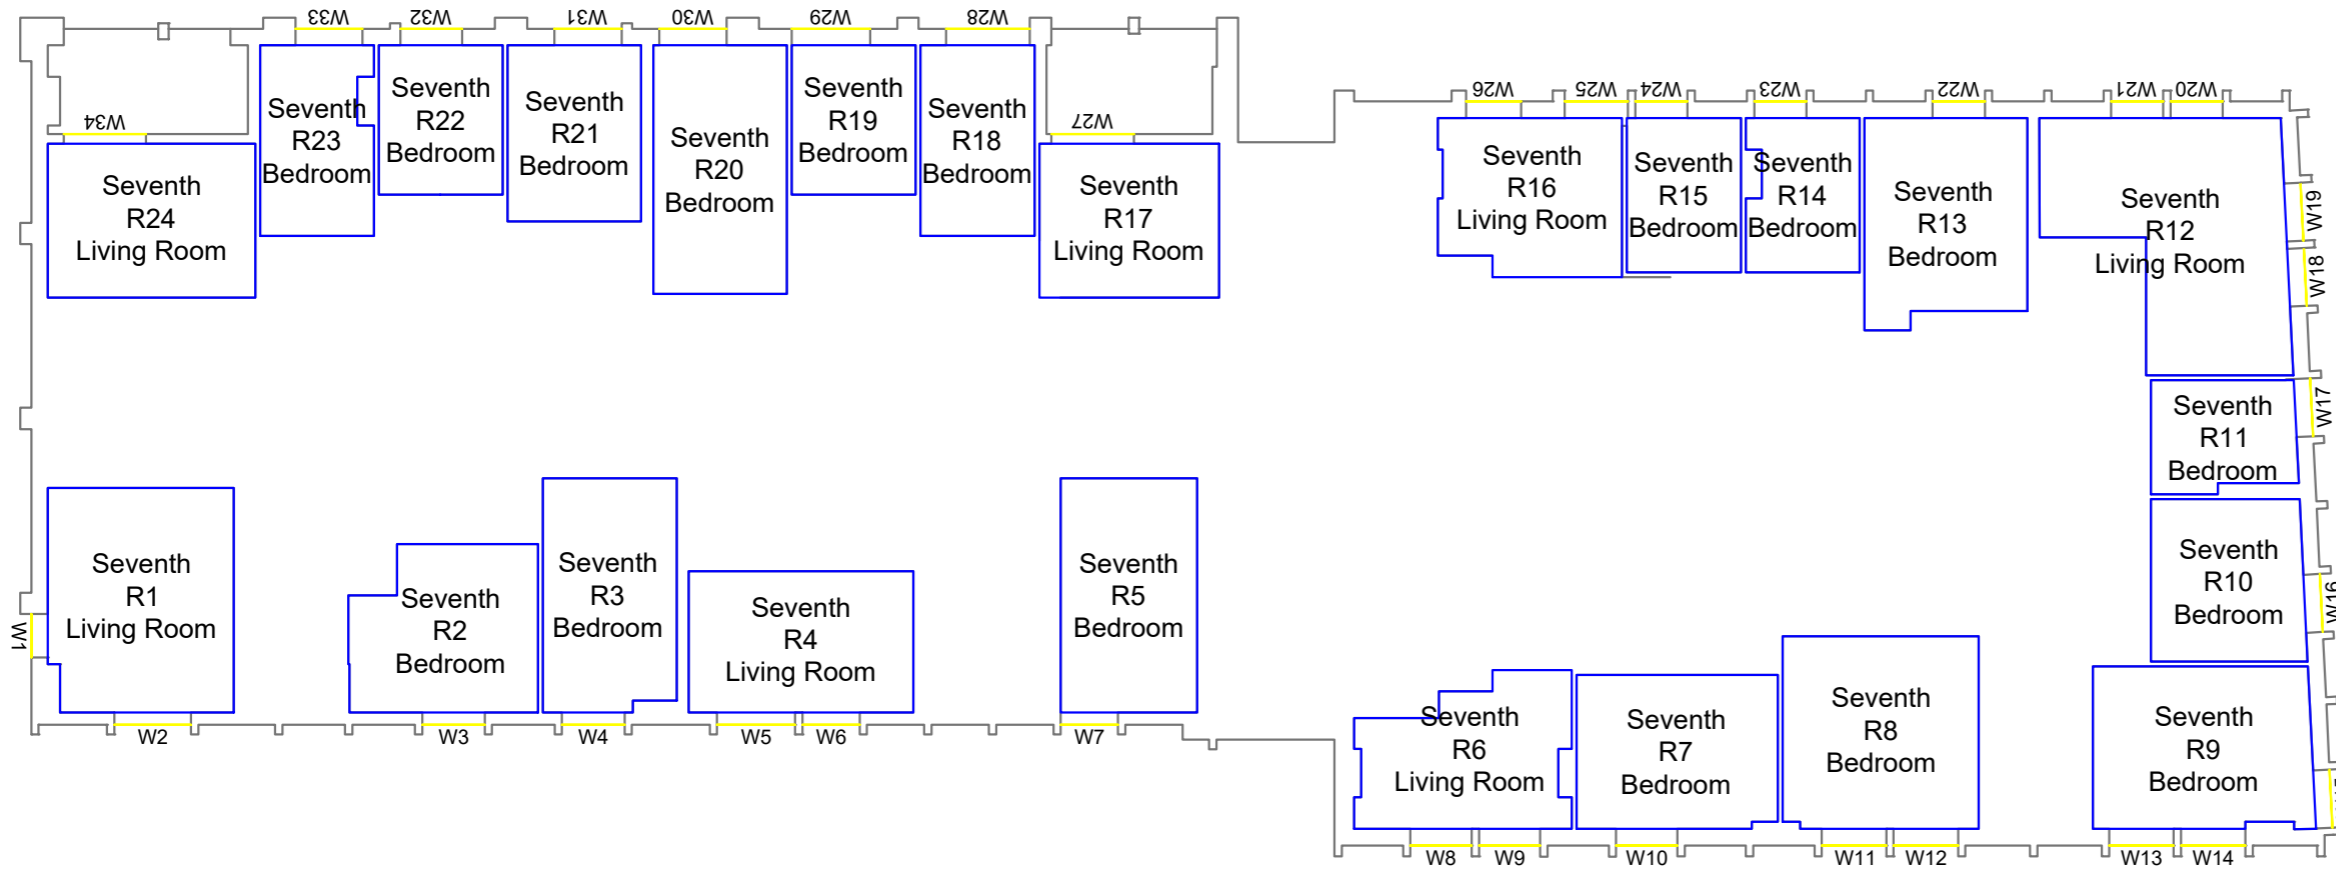 W33
W32
W31
W30
W29
W28
W34
W27
W26
W25
W24
W23
W22
W21
W20
Seventh
R24
Living Room
Seventh
R23
Bedroom
Seventh
R22
Bedroom
Seventh
R21
Bedroom
Seventh
R20
Bedroom
Seventh
R19
Bedroom
Seventh
R18
Bedroom
Seventh
R17
Living Room
Seventh
R16
Living Room
Seventh
R15
Bedroom
Seventh
R14
Bedroom
Seventh
R13
Bedroom
Seventh
R12
Living Room
W19
W18
W17
Seventh
R11
Bedroom
Seventh
R10
Bedroom
W16
Seventh
R1
Living Room
W1
Seventh
R2
Bedroom
Seventh
R3
Bedroom
Seventh
R4
Living Room
Seventh
R5
Bedroom
Seventh
R6
Living Room
Seventh
R7
Bedroom
Seventh
R8
Bedroom
Seventh
R9
Bedroom
W2
W3
W4
W5
W6
W7
W8
W9
W10
W11
W12
W13
W14